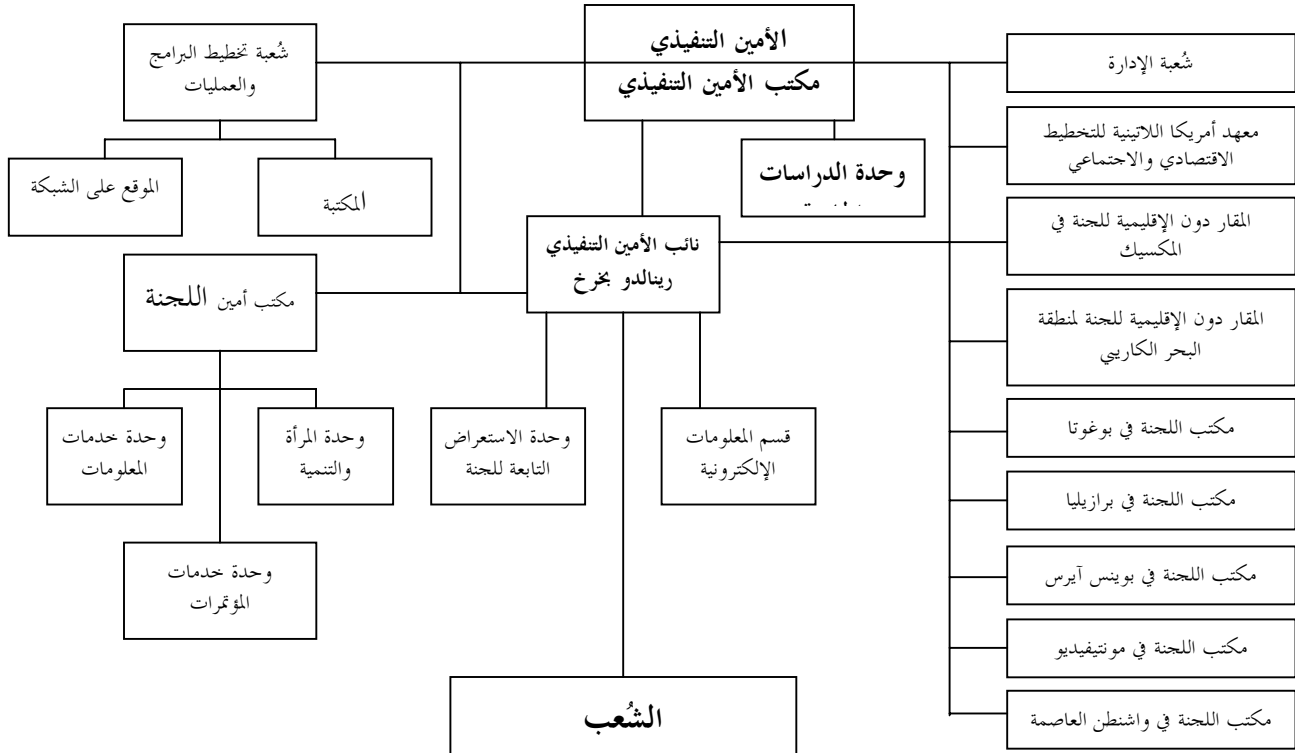 الأمين التنفيذي
مكتب الأمين التنفيذي
شُعبة تخطيط البرامج
والعمليات
شُعبة الإدارة
معهد أمريكا اللاتينية للتخطيط
الاقتصادي والاجتماعي
وحدة الدراسات
الموقع على الشبكة
المكتبة
المقار دون الإقليمية للجنة في
المكسيك
نائب الأمين التنفيذي
رينالدو بخرخ
مكتب أمين اللجنة
المقار دون الإقليمية للجنة لمنطقة
البحر الكاريبي
قسم المعلومات
الإلكترونية
وحدة الاستعراض
التابعة للجنة
وحدة المرأة
والتنمية
وحدة خدمات
المعلومات
مكتب اللجنة في بوغوتا
مكتب اللجنة في برازيليا
مكتب اللجنة في بوينس آيرس
وحدة خدمات
المؤتمرات
مكتب اللجنة في مونتيفيديو
مكتب اللجنة في واشنطن العاصمة
الشُعب